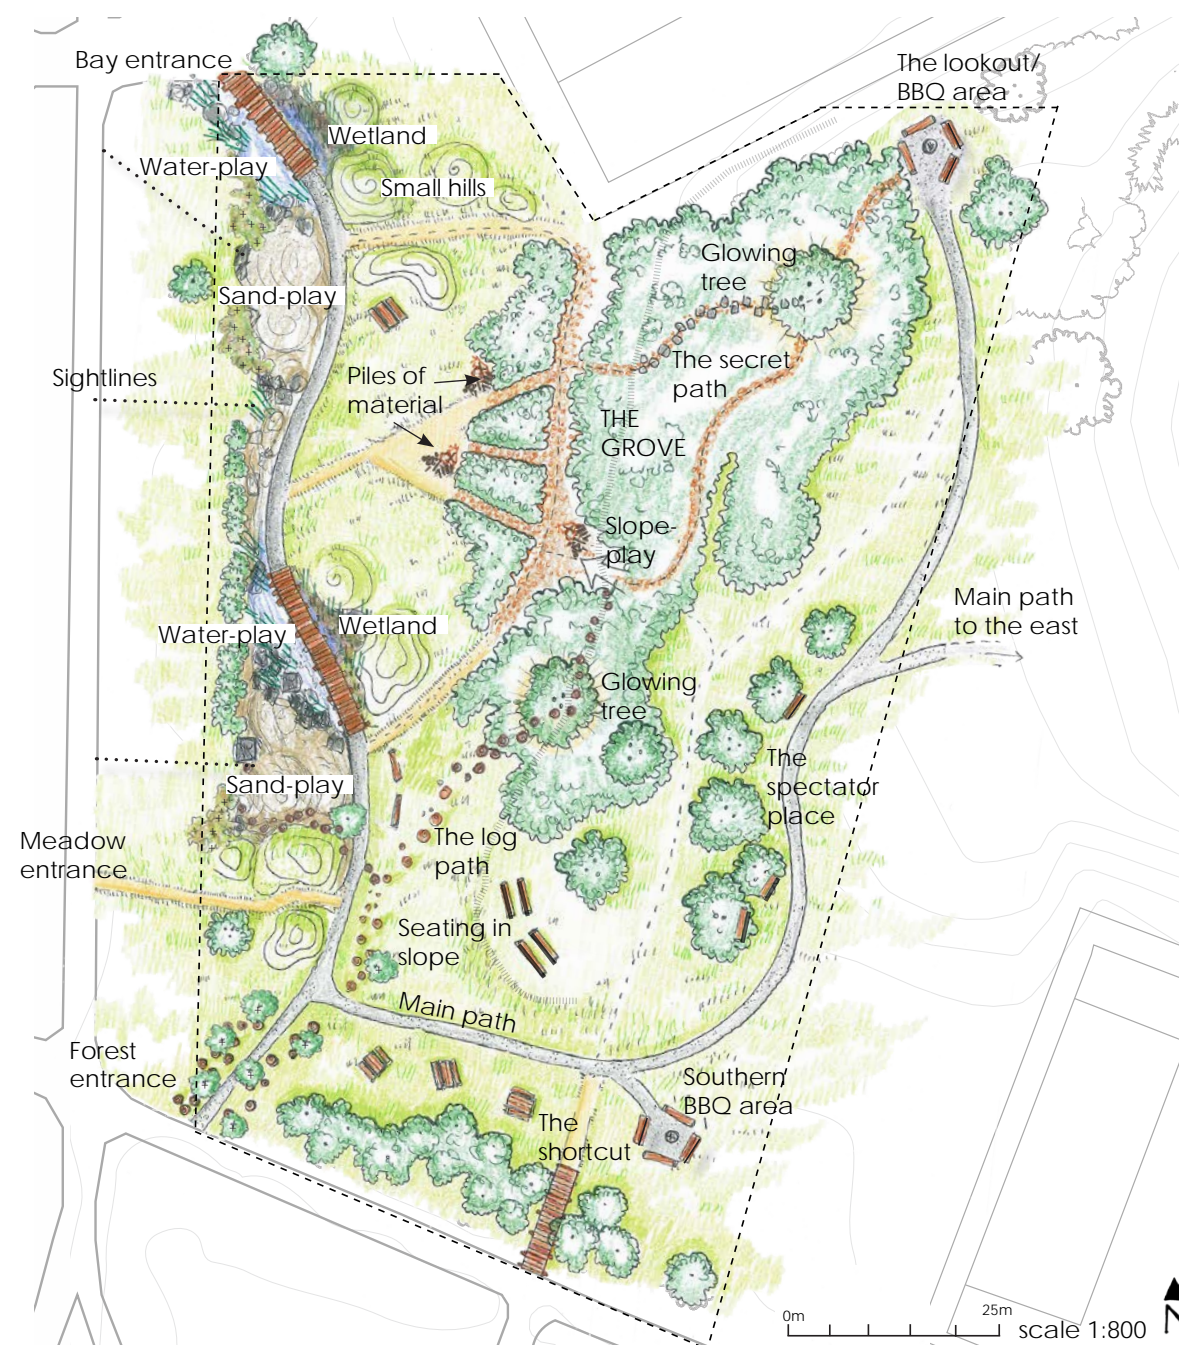 Bay entrance
The lookout/
BBQ area
Wetland
Water-play
Small hills
Glowing
tree
Sand-play
The secret
path
Sightlines
Piles of
material
THE
GROVE
Slope-
play
Main path
to the east
Water-play
Wetland
Glowing
tree
The
spectator
place
Sand-play
Meadow
entrance
The log
path
Seating in
slope
Main path
Forest
entrance
Southern
BBQ area
The
shortcut
0m
25m
scale 1:800
N